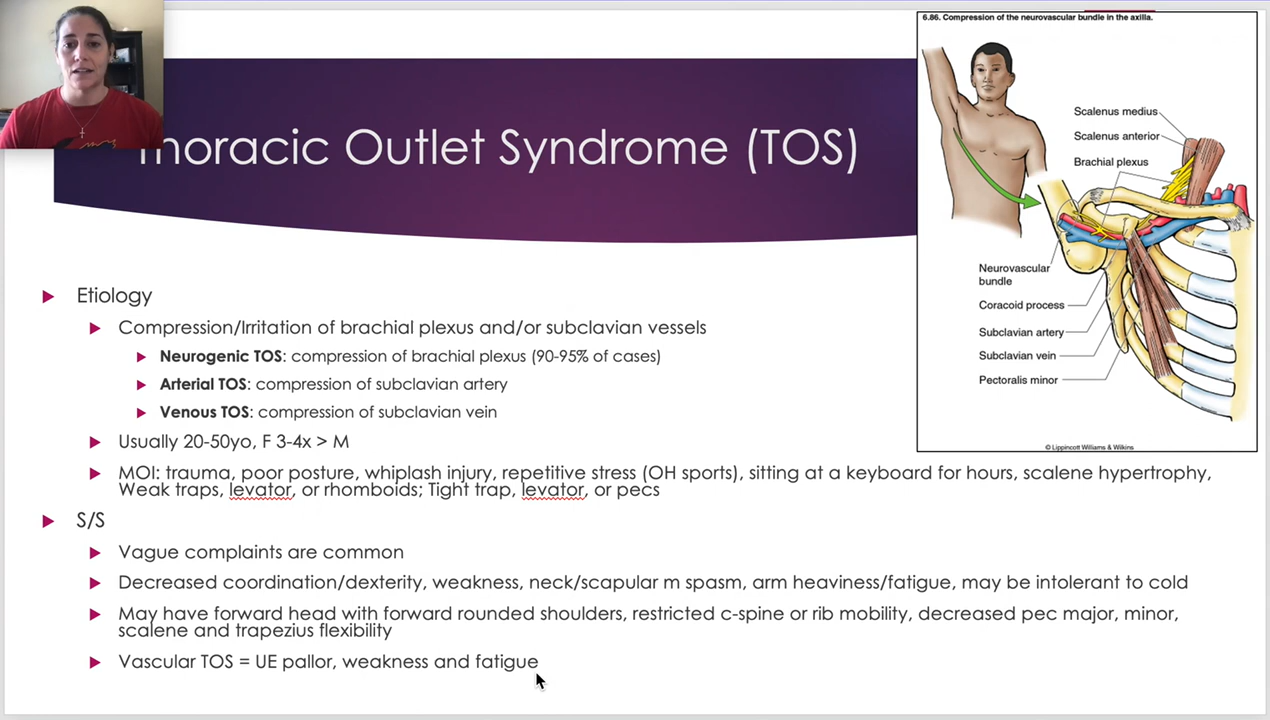 Thoracic Outlet Syndrome (TOS)
6.86. Compression of the neurovascular bundle in the axilla.
Scalenus medius
Scalenus anterior
Brachial plexus
Neurovascular
bundle
Coracoid process
Subclavian artery
Subclavian vein
Pectoralis minor
© Lippincott Williams & Wilkins
Etiology
Compression/Irritation of brachial plexus and/or subclavian vessels
Neurogenic TOS: compression of brachial plexus (90-95% of cases)
Arterial TOS: compression of subclavian artery
Venous TOS: compression of subclavian vein
Usually 20-50yo, F 3-4x > M
MOI: trauma, poor posture, whiplash injury, repetitive stress (OH sports), sitting at a keyboard for hours, scalene hypertrophy,
Weak traps, levator, or rhomboids; Tight trap, levator, or pecs
S/S
Vague complaints are common
Decreased coordination/dexterity, weakness, neck/scapular m spasm, arm heaviness/fatigue, may be intolerant to cold
May have forward head with forward rounded shoulders, restricted c-spine or rib mobility, decreased pec major, minor,
scalene and trapezius flexibility
Vascular TOS = UE pallor, weakness and fatigue